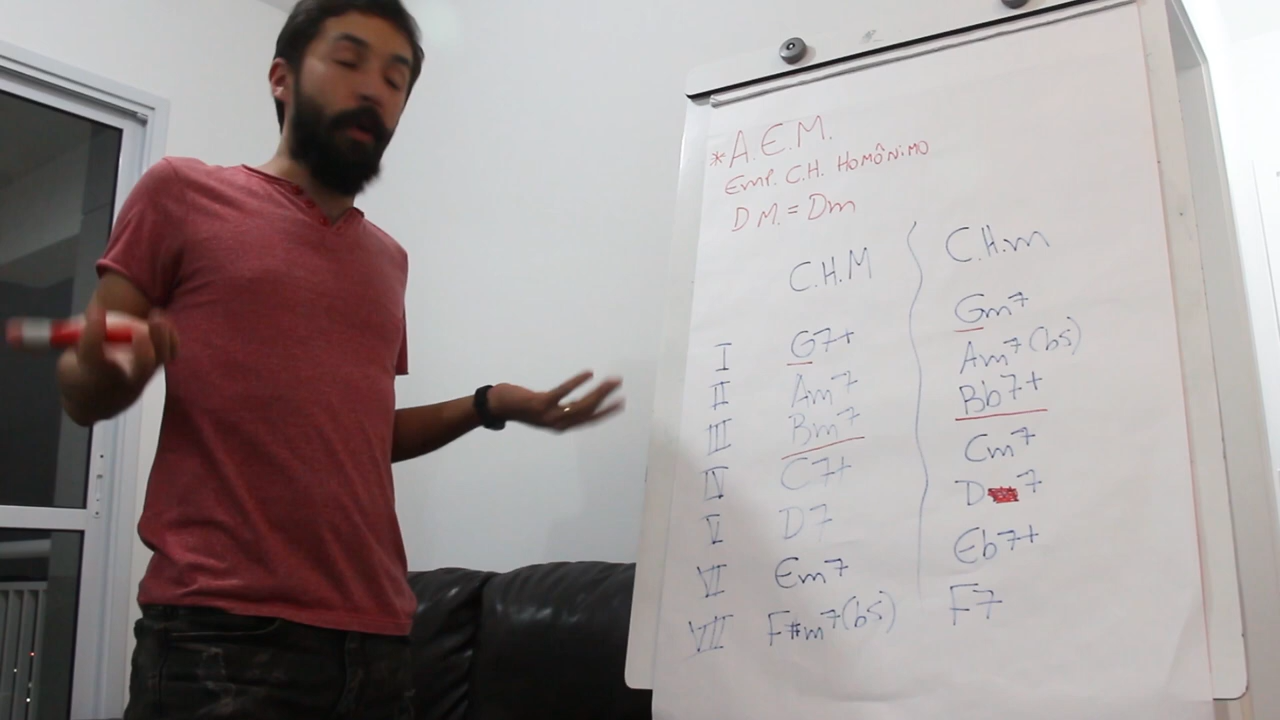 *A.E.M.
Emp. C.H. HOMÔNIMO
DM. = Dm
C.H.M
C.H.m
I G7+ Gm7
II Am7 Am7(b5)
III Bm7 Bb7+
IV C7+ Cm7
V D7 D 7
VI Em7 Eb7+
VII F#m7(b5) F7